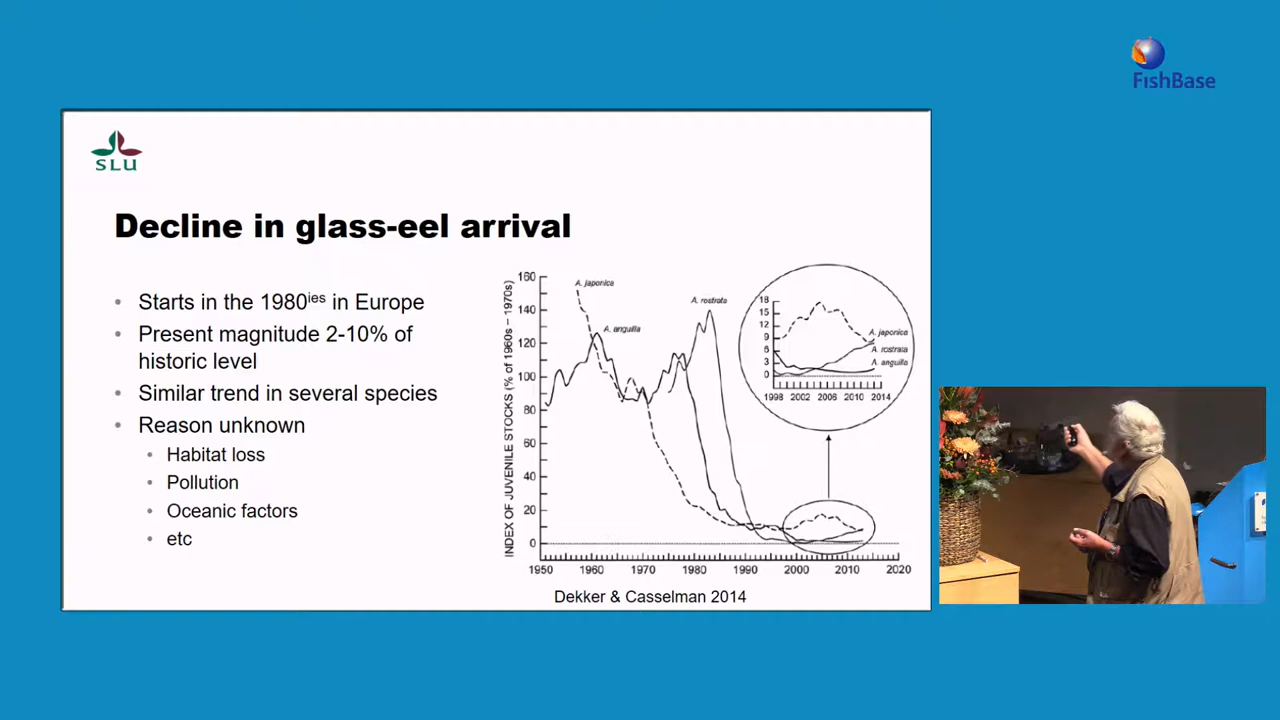 FishBase
SLU
Decline in glass-eel arrival
• Starts in the 1980ies in Europe
• Present magnitude 2-10% of
historic level
• Similar trend in several species
• Reason unknown
• Habitat loss
• Pollution
• Oceanic factors
• etc
INDEX OF JUVENILE STOCKS (% of 1960s – 1970s)
160
140
120
100
80
60
40
20
0
A. japonica
A. anguilla
A. rostrata
18
15
12
9
6
3
0
A. japonica
A. rostrata
A. anguilla
1998 2002 2006 2010 2014
1950 1960 1970 1980 1990 2000 2010 2020
Dekker & Casselman 2014